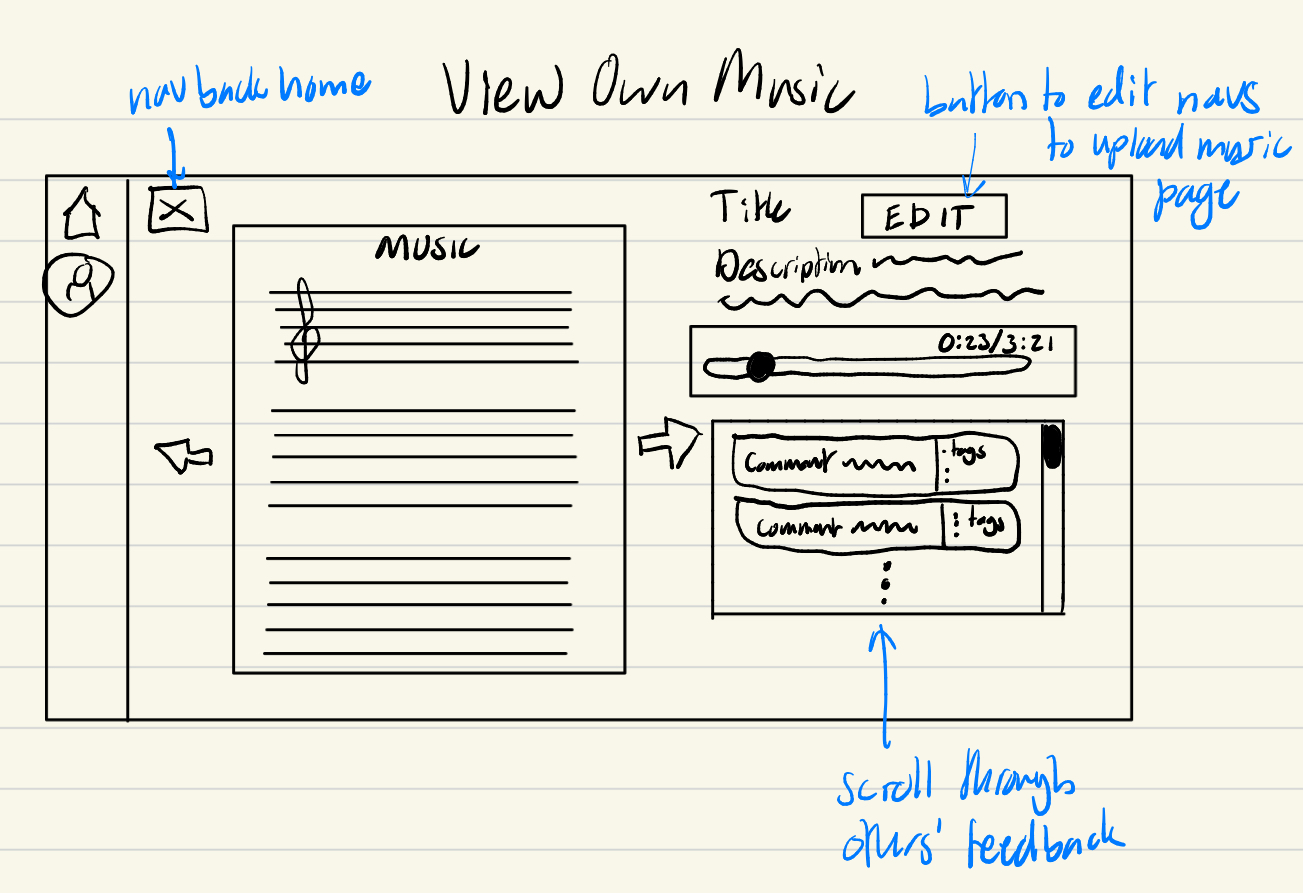 View Own Music
nav back home
button to edit navs
to upload music
page
Title
EDIT
MUSIC
Description
0:23/3:21
Comment
tags
Comment
tags
scroll through
others' feedback